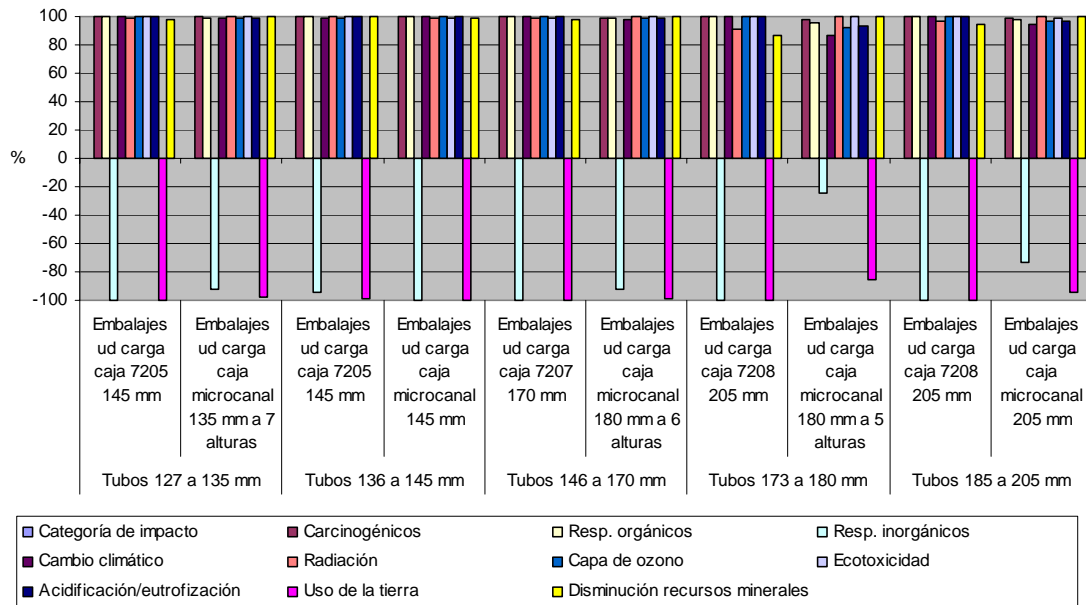 100
80
60
40
20
%
0
-20
-40
-60
-80
-100
Embalajes
ud carga
caja 7205
145 mm
Embalajes
ud carga
caja
microcanal
135 mm a 7
alturas
Embalajes
ud carga
caja 7205
145 mm
Embalajes
ud carga
caja
microcanal
145 mm
Embalajes
ud carga
caja 7207
170 mm
Embalajes
ud carga
caja
microcanal
180 mm a 6
alturas
Embalajes
ud carga
caja 7208
205 mm
Embalajes
ud carga
caja
microcanal
180 mm a 5
alturas
Embalajes
ud carga
caja 7208
205 mm
Embalajes
ud carga
caja
microcanal
205 mm
Tubos 127 a 135 mm
Tubos 136 a 145 mm
Tubos 146 a 170 mm
Tubos 173 a 180 mm
Tubos 185 a 205 mm
Categoría de impacto
Carcinogénicos
Resp. orgánicos
Resp. inorgánicos
Cambio climático
Radiación
Capa de ozono
Ecotoxicidad
Acidificación/eutrofización
Uso de la tierra
Disminución recursos minerales